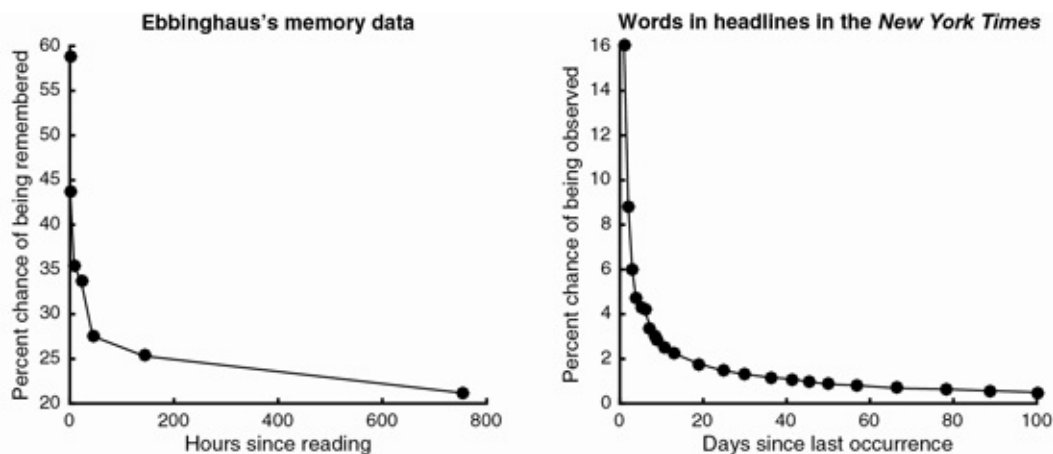 Ebbinghaus's memory data
Percent chance of being remembered
60
55
50
45
40
35
30
25
20
0 200 400 600 800
Hours since reading
Words in headlines in the New York Times
Percent chance of being observed
16
14
12
10
8
6
4
2
0
0 20 40 60 80 100
Days since last occurrence